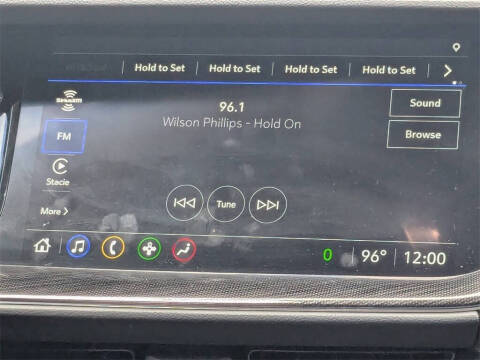 Hold to Set Hold to Set Hold to Set Hold to Set
SiriusXM
96.1
Wilson Phillips - Hold On
Sound
FM
Browse
Stacie
Tune
More >
0 96° 12:00